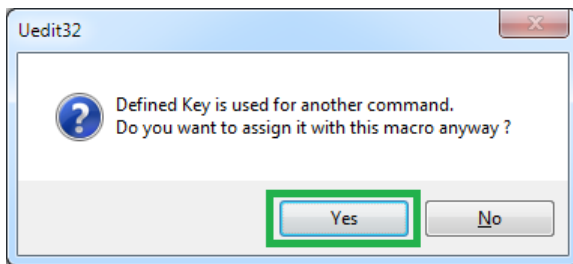 Uedit32
Defined Key is used for another command.
Do you want to assign it with this macro anyway ?
Yes
No